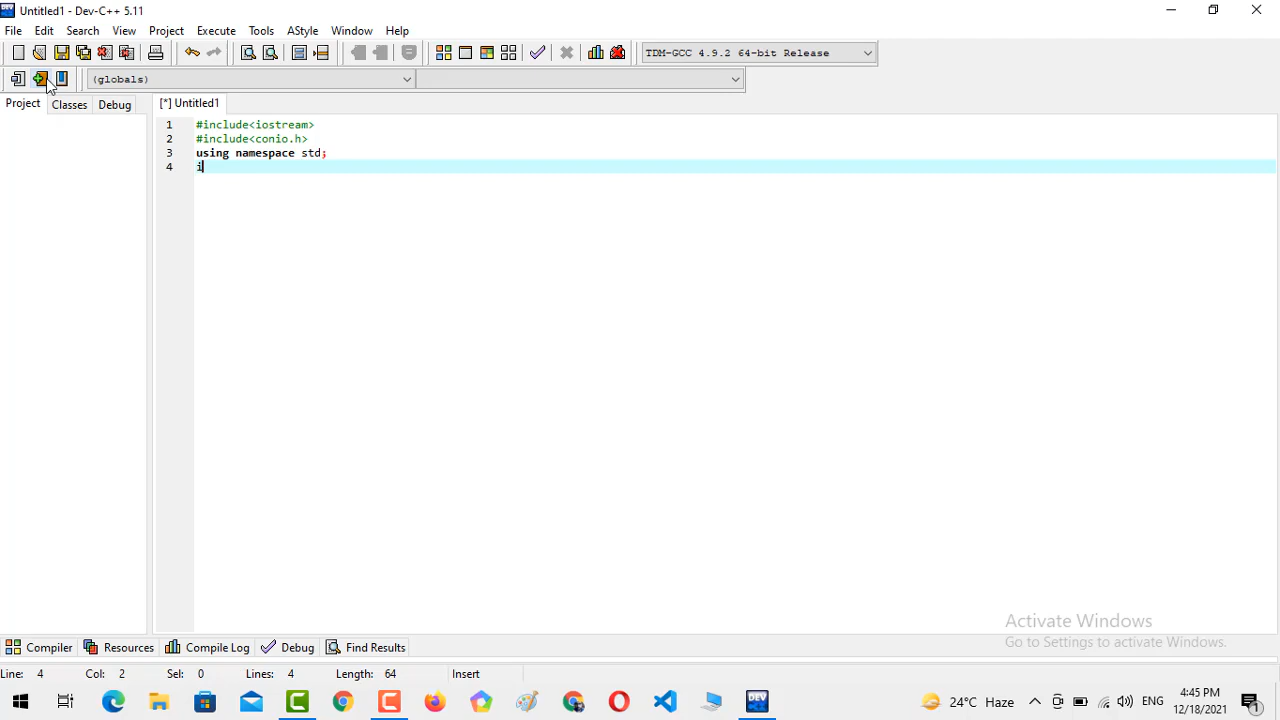 Untitled1 - Dev-C++ 5.11
File Edit Search View Project Execute Tools AStyle Window Help
TDM-GCC 4.9.2 64-bit Release
(globals)
Project Classes Debug [*] Untitled1
1 #include<iostream>
2 #include<conio.h>
3 using namespace std;
4 i
Activate Windows
Go to Settings to activate Windows.
Compiler Resources Compile Log Debug Find Results
Line: 4 Col: 2 Sel: 0 Lines: 4 Length: 64 Insert
24°C Haze ENG 4:45 PM
12/18/2021